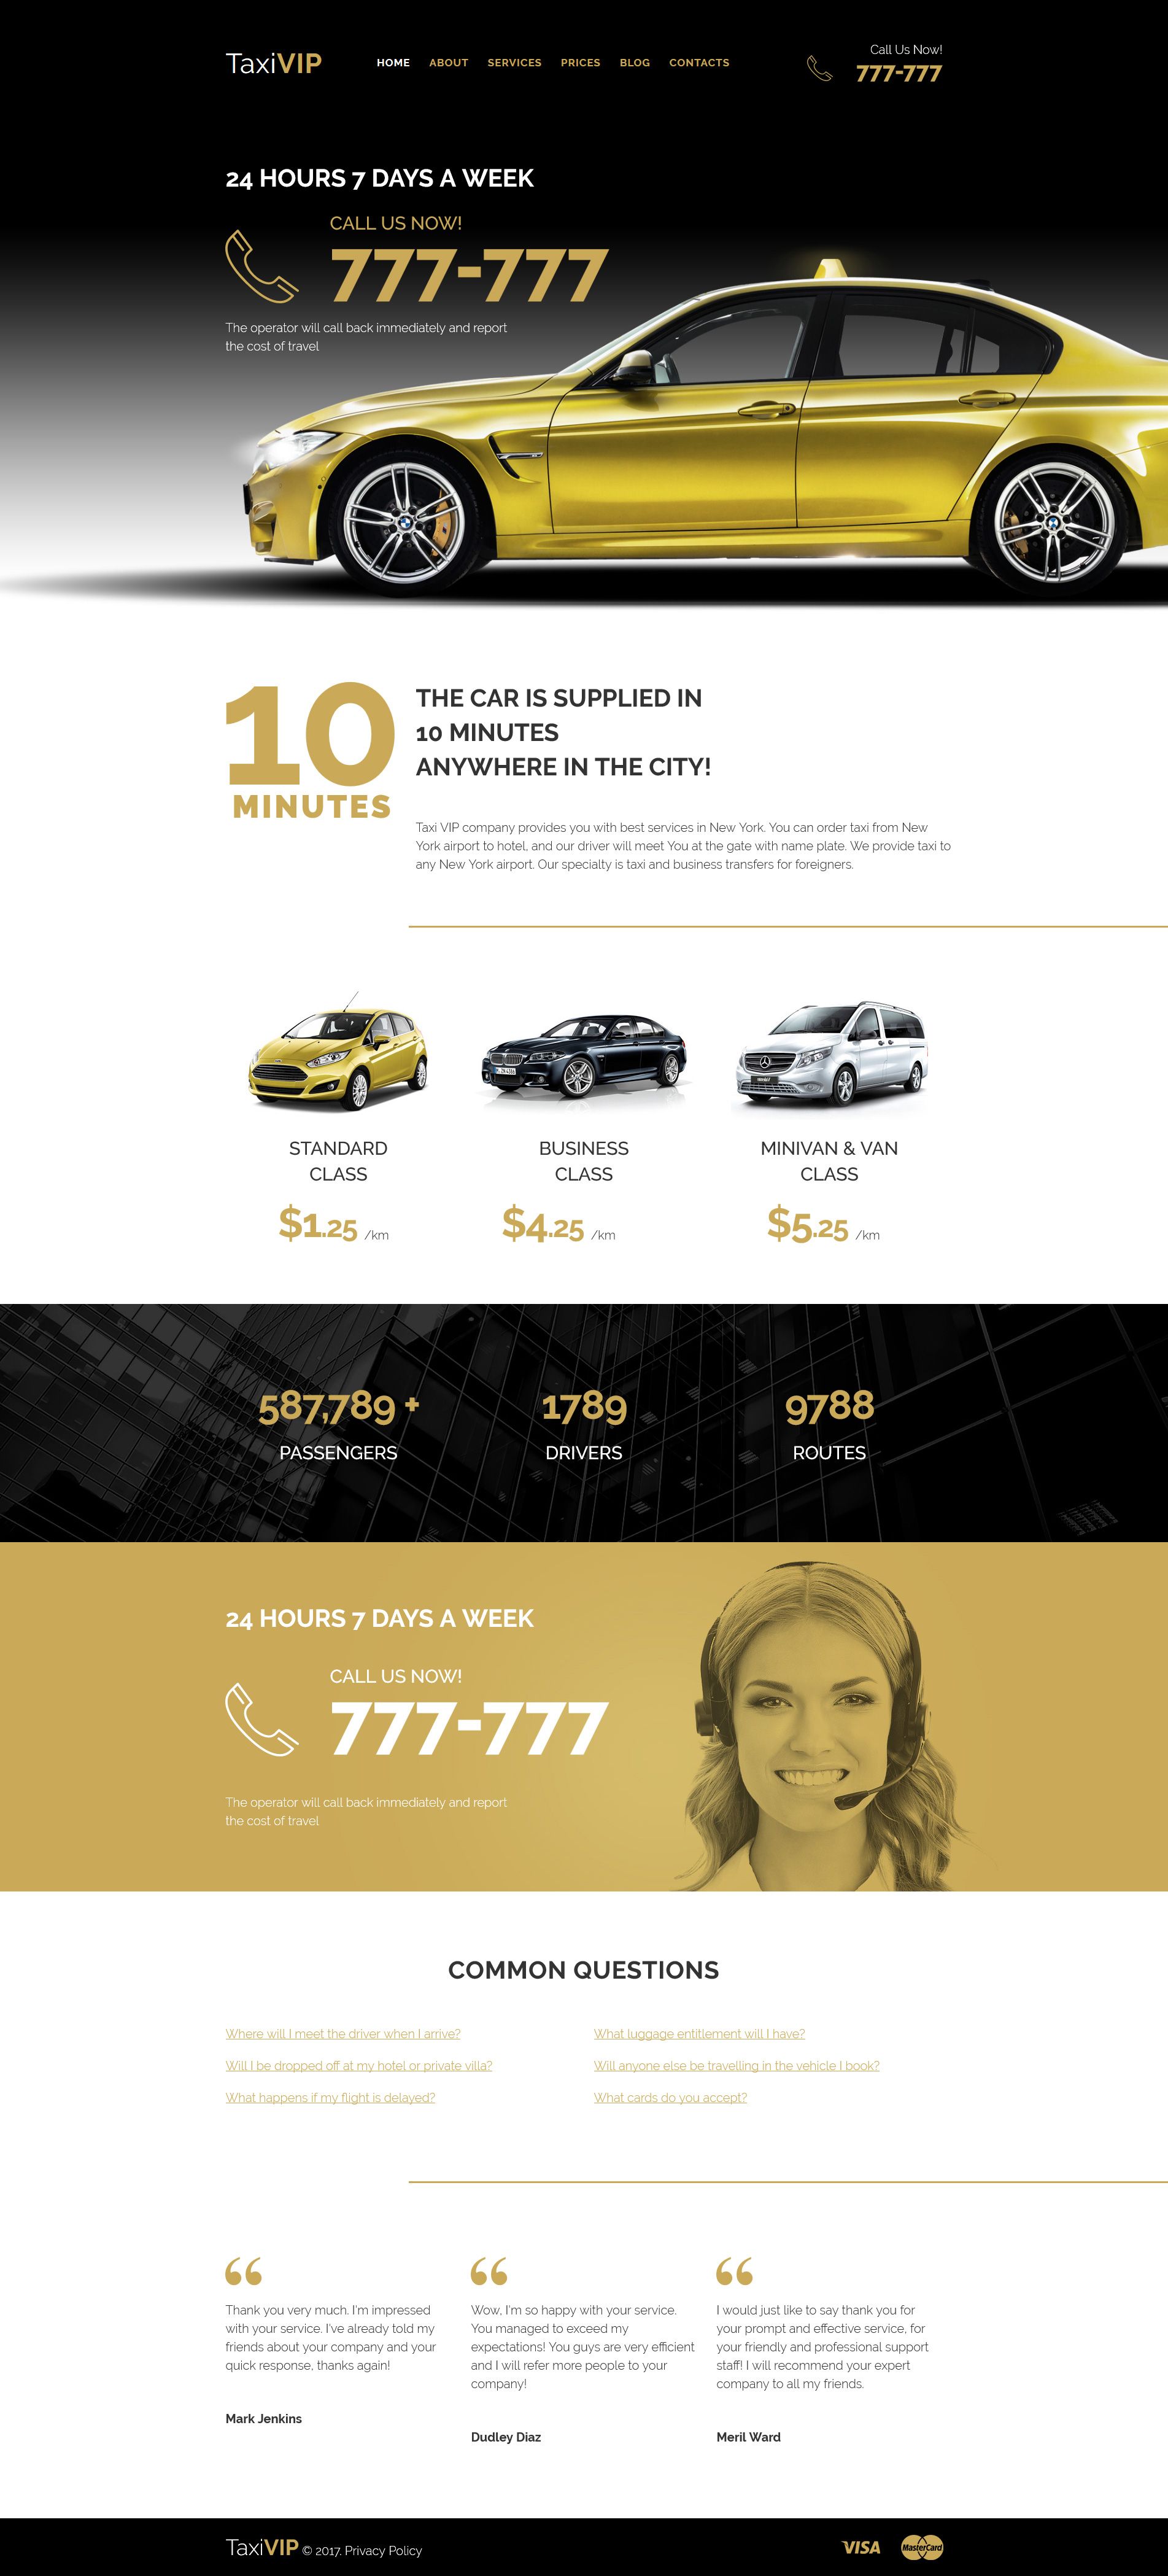 TaxiVIP
HOME ABOUT SERVICES PRICES BLOG CONTACTS
Call Us Now!
777-777
24 HOURS 7 DAYS A WEEK
CALL US NOW!
777-777
The operator will call back immediately and report
the cost of travel
10
MINUTES
THE CAR IS SUPPLIED IN
10 MINUTES
ANYWHERE IN THE CITY!
Taxi VIP company provides you with best services in New York. You can order taxi from New
York airport to hotel, and our driver will meet You at the gate with name plate. We provide taxi to
any New York airport. Our specialty is taxi and business transfers for foreigners.
STANDARD
CLASS
$1.25 /km
BUSINESS
CLASS
$4.25 /km
MINIVAN & VAN
CLASS
$5.25 /km
587,789 +
PASSENGERS
1789
DRIVERS
9788
ROUTES
24 HOURS 7 DAYS A WEEK
CALL US NOW!
777-777
The operator will call back immediately and report
the cost of travel
COMMON QUESTIONS
Where will I meet the driver when I arrive?
Will I be dropped off at my hotel or private villa?
What happens if my flight is delayed?
What luggage entitlement will I have?
Will anyone else be travelling in the vehicle I book?
What cards do you accept?
Thank you very much. I'm impressed
with your service. I've already told my
friends about your company and your
quick response, thanks again!
Mark Jenkins
Wow, I'm so happy with your service.
You managed to exceed my
expectations! You guys are very efficient
and I will refer more people to your
company!
Dudley Diaz
I would just like to say thank you for
your prompt and effective service, for
your friendly and professional support
staff! I will recommend your expert
company to all my friends.
Meril Ward
TaxiVIP © 2017. Privacy Policy
VISA
MasterCard